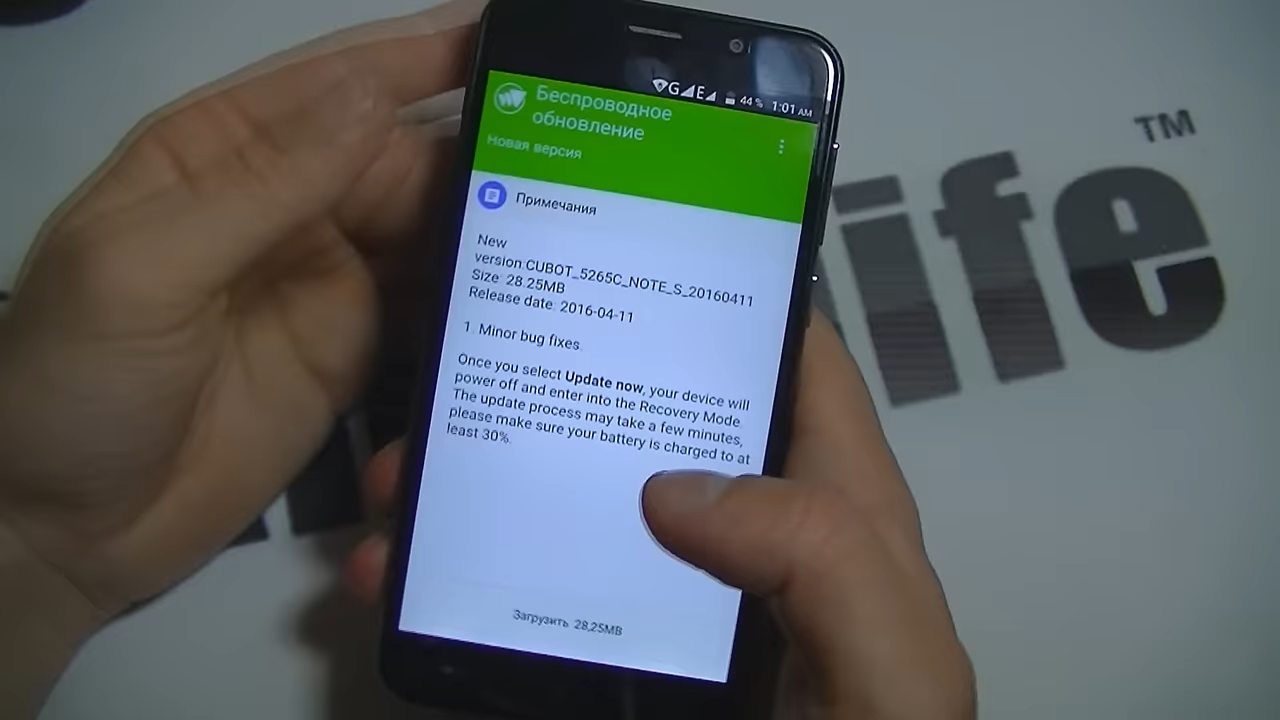 G E 44 % 1:01 AM
Беспроводное
обновление
Новая версия
Примечания
New
version:CUBOT_5265C_NOTE_S_20160411
Size: 28.25MB
Release date: 2016-04-11
1. Minor bug fixes.
Once you select Update now, your device will
power off and enter into the Recovery Mode.
The update process may take a few minutes,
please make sure your battery is charged to at
least 30%.
Загрузить 28,25MB
life
TM